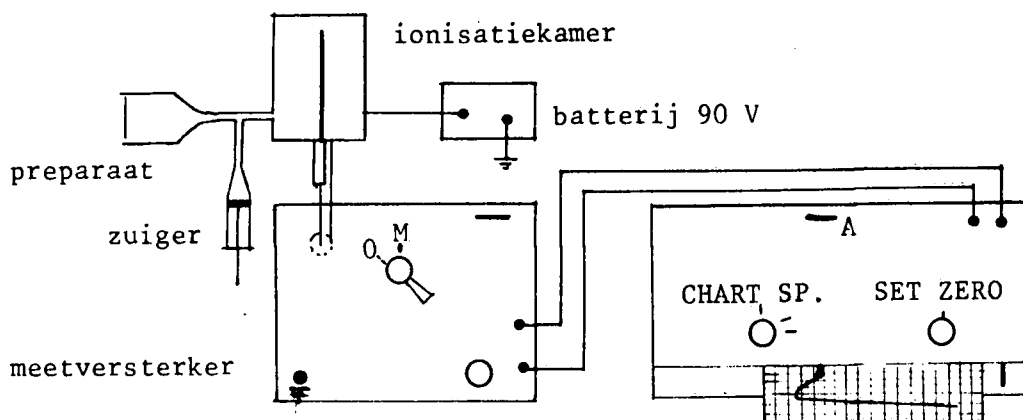 ionisatiekamer
batterij 90 V
preparaat
zuiger
O M
A
CHART SP. SET ZERO
meetversterker